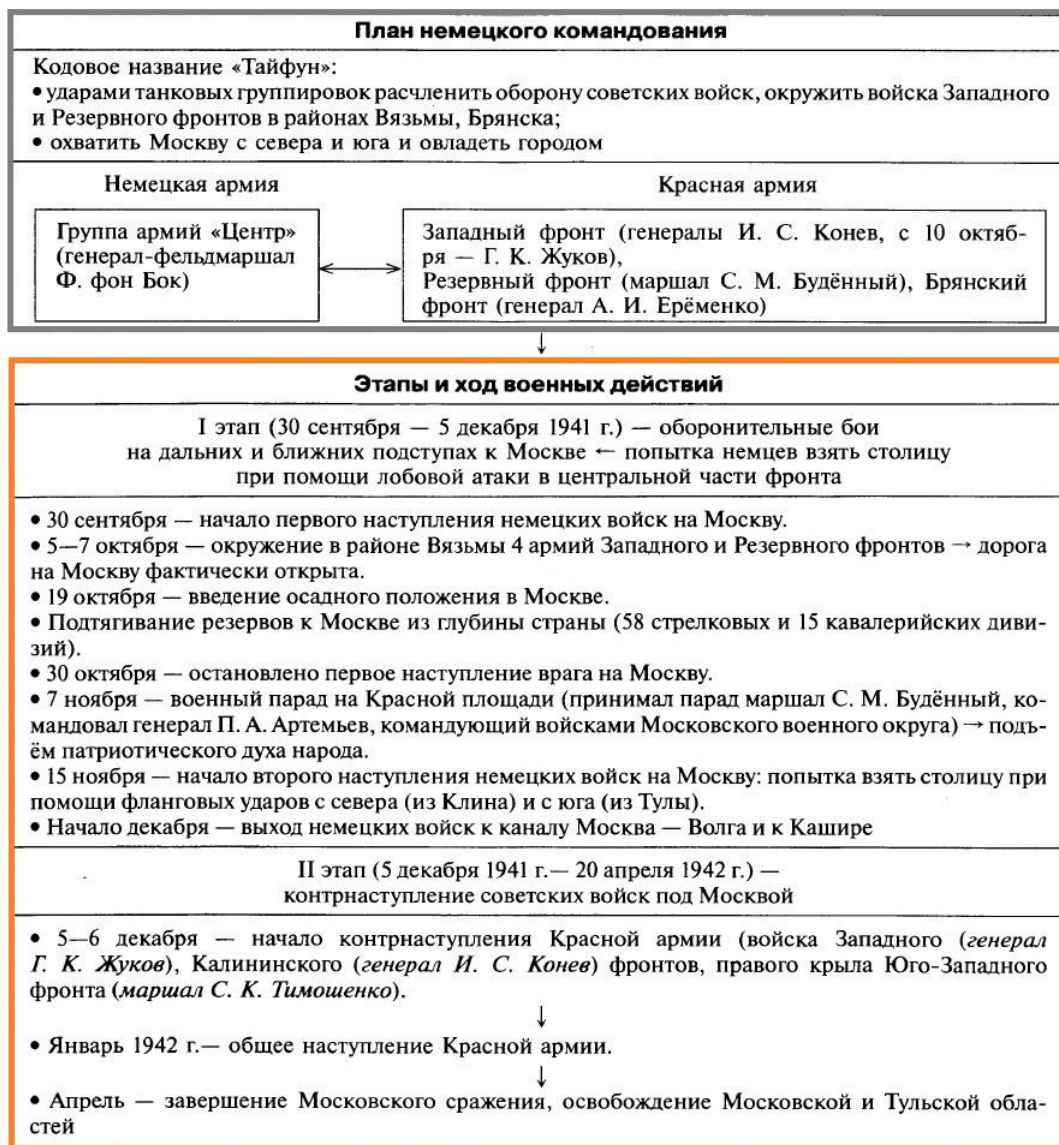 План немецкого командования
Кодовое название «Тайфун»:
• ударами танковых группировок расчленить оборону советских войск, окружить войска Западного
и Резервного фронтов в районах Вязьмы, Брянска;
• охватить Москву с севера и юга и овладеть городом
Немецкая армия
Красная армия
Группа армий «Центр»
(генерал-фельдмаршал
Ф. фон Бок)
Западный фронт (генералы И. С. Конев, с 10 октяб-
ря — Г. К. Жуков),
Резервный фронт (маршал С. М. Будённый), Брянский
фронт (генерал А. И. Ерёменко)
Этапы и ход военных действий
I этап (30 сентября — 5 декабря 1941 г.) — оборонительные бои
на дальних и ближних подступах к Москве ← попытка немцев взять столицу
при помощи лобовой атаки в центральной части фронта
• 30 сентября — начало первого наступления немецких войск на Москву.
• 5—7 октября — окружение в районе Вязьмы 4 армий Западного и Резервного фронтов → дорога
на Москву фактически открыта.
• 19 октября — введение осадного положения в Москве.
• Подтягивание резервов к Москве из глубины страны (58 стрелковых и 15 кавалерийских диви-
зий).
• 30 октября — остановлено первое наступление врага на Москву.
• 7 ноября — военный парад на Красной площади (принимал парад маршал С. М. Будённый, ко-
мандовал генерал П. А. Артемьев, командующий войсками Московского военного округа) → подъ-
ём патриотического духа народа.
• 15 ноября — начало второго наступления немецких войск на Москву: попытка взять столицу при
помощи фланговых ударов с севера (из Клина) и с юга (из Тулы).
• Начало декабря — выход немецких войск к каналу Москва — Волга и к Кашире
II этап (5 декабря 1941 г.— 20 апреля 1942 г.) —
контрнаступление советских войск под Москвой
• 5—6 декабря — начало контрнаступления Красной армии (войска Западного (генерал
Г. К. Жуков), Калининского (генерал И. С. Конев) фронтов, правого крыла Юго-Западного
фронта (маршал С. К. Тимошенко).
• Январь 1942 г.— общее наступление Красной армии.
• Апрель — завершение Московского сражения, освобождение Московской и Тульской обла-
стей